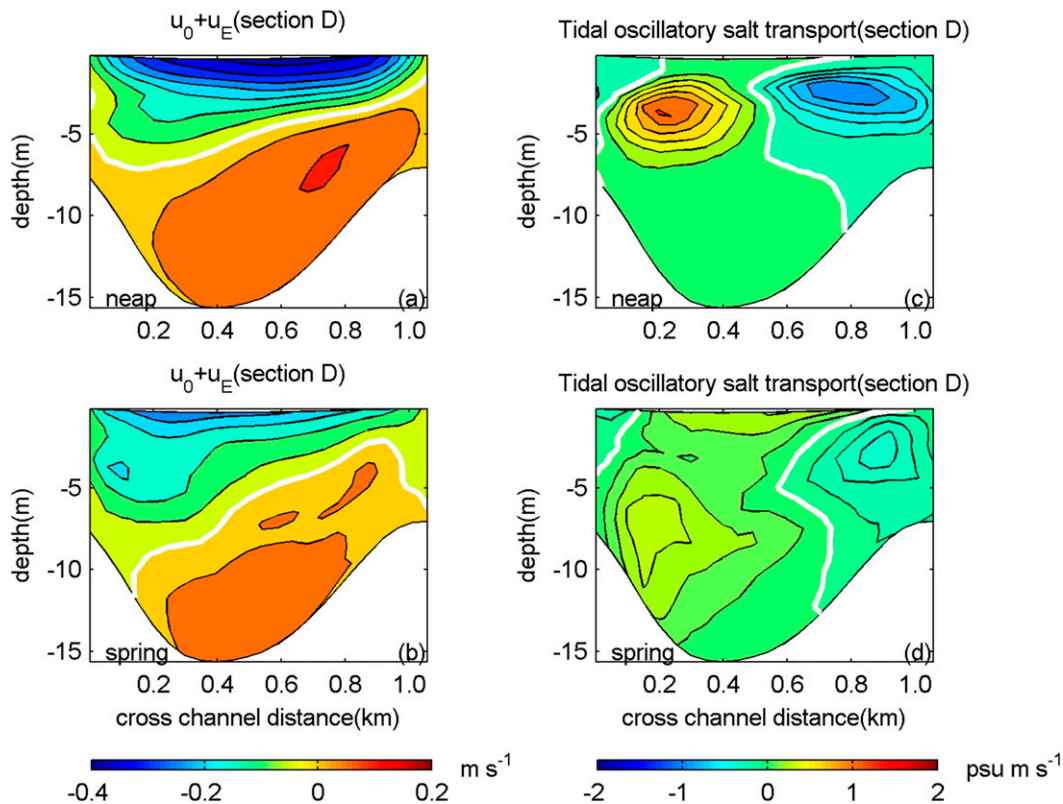 u_0+u_E(section D)
depth(m)
-5
-10
-15
neap
(a)
0.2 0.4 0.6 0.8 1.0
Tidal oscillatory salt transport(section D)
depth(m)
-5
-10
-15
neap
(c)
0.2 0.4 0.6 0.8 1.0
u_0+u_E(section D)
depth(m)
-5
-10
-15
spring
(b)
0.2 0.4 0.6 0.8 1.0
cross channel distance(km)
Tidal oscillatory salt transport(section D)
depth(m)
-5
-10
-15
spring
(d)
0.2 0.4 0.6 0.8 1.0
cross channel distance(km)
m s⁻¹
-0.4 -0.2 0 0.2
psu m s⁻¹
-2 -1 0 1 2